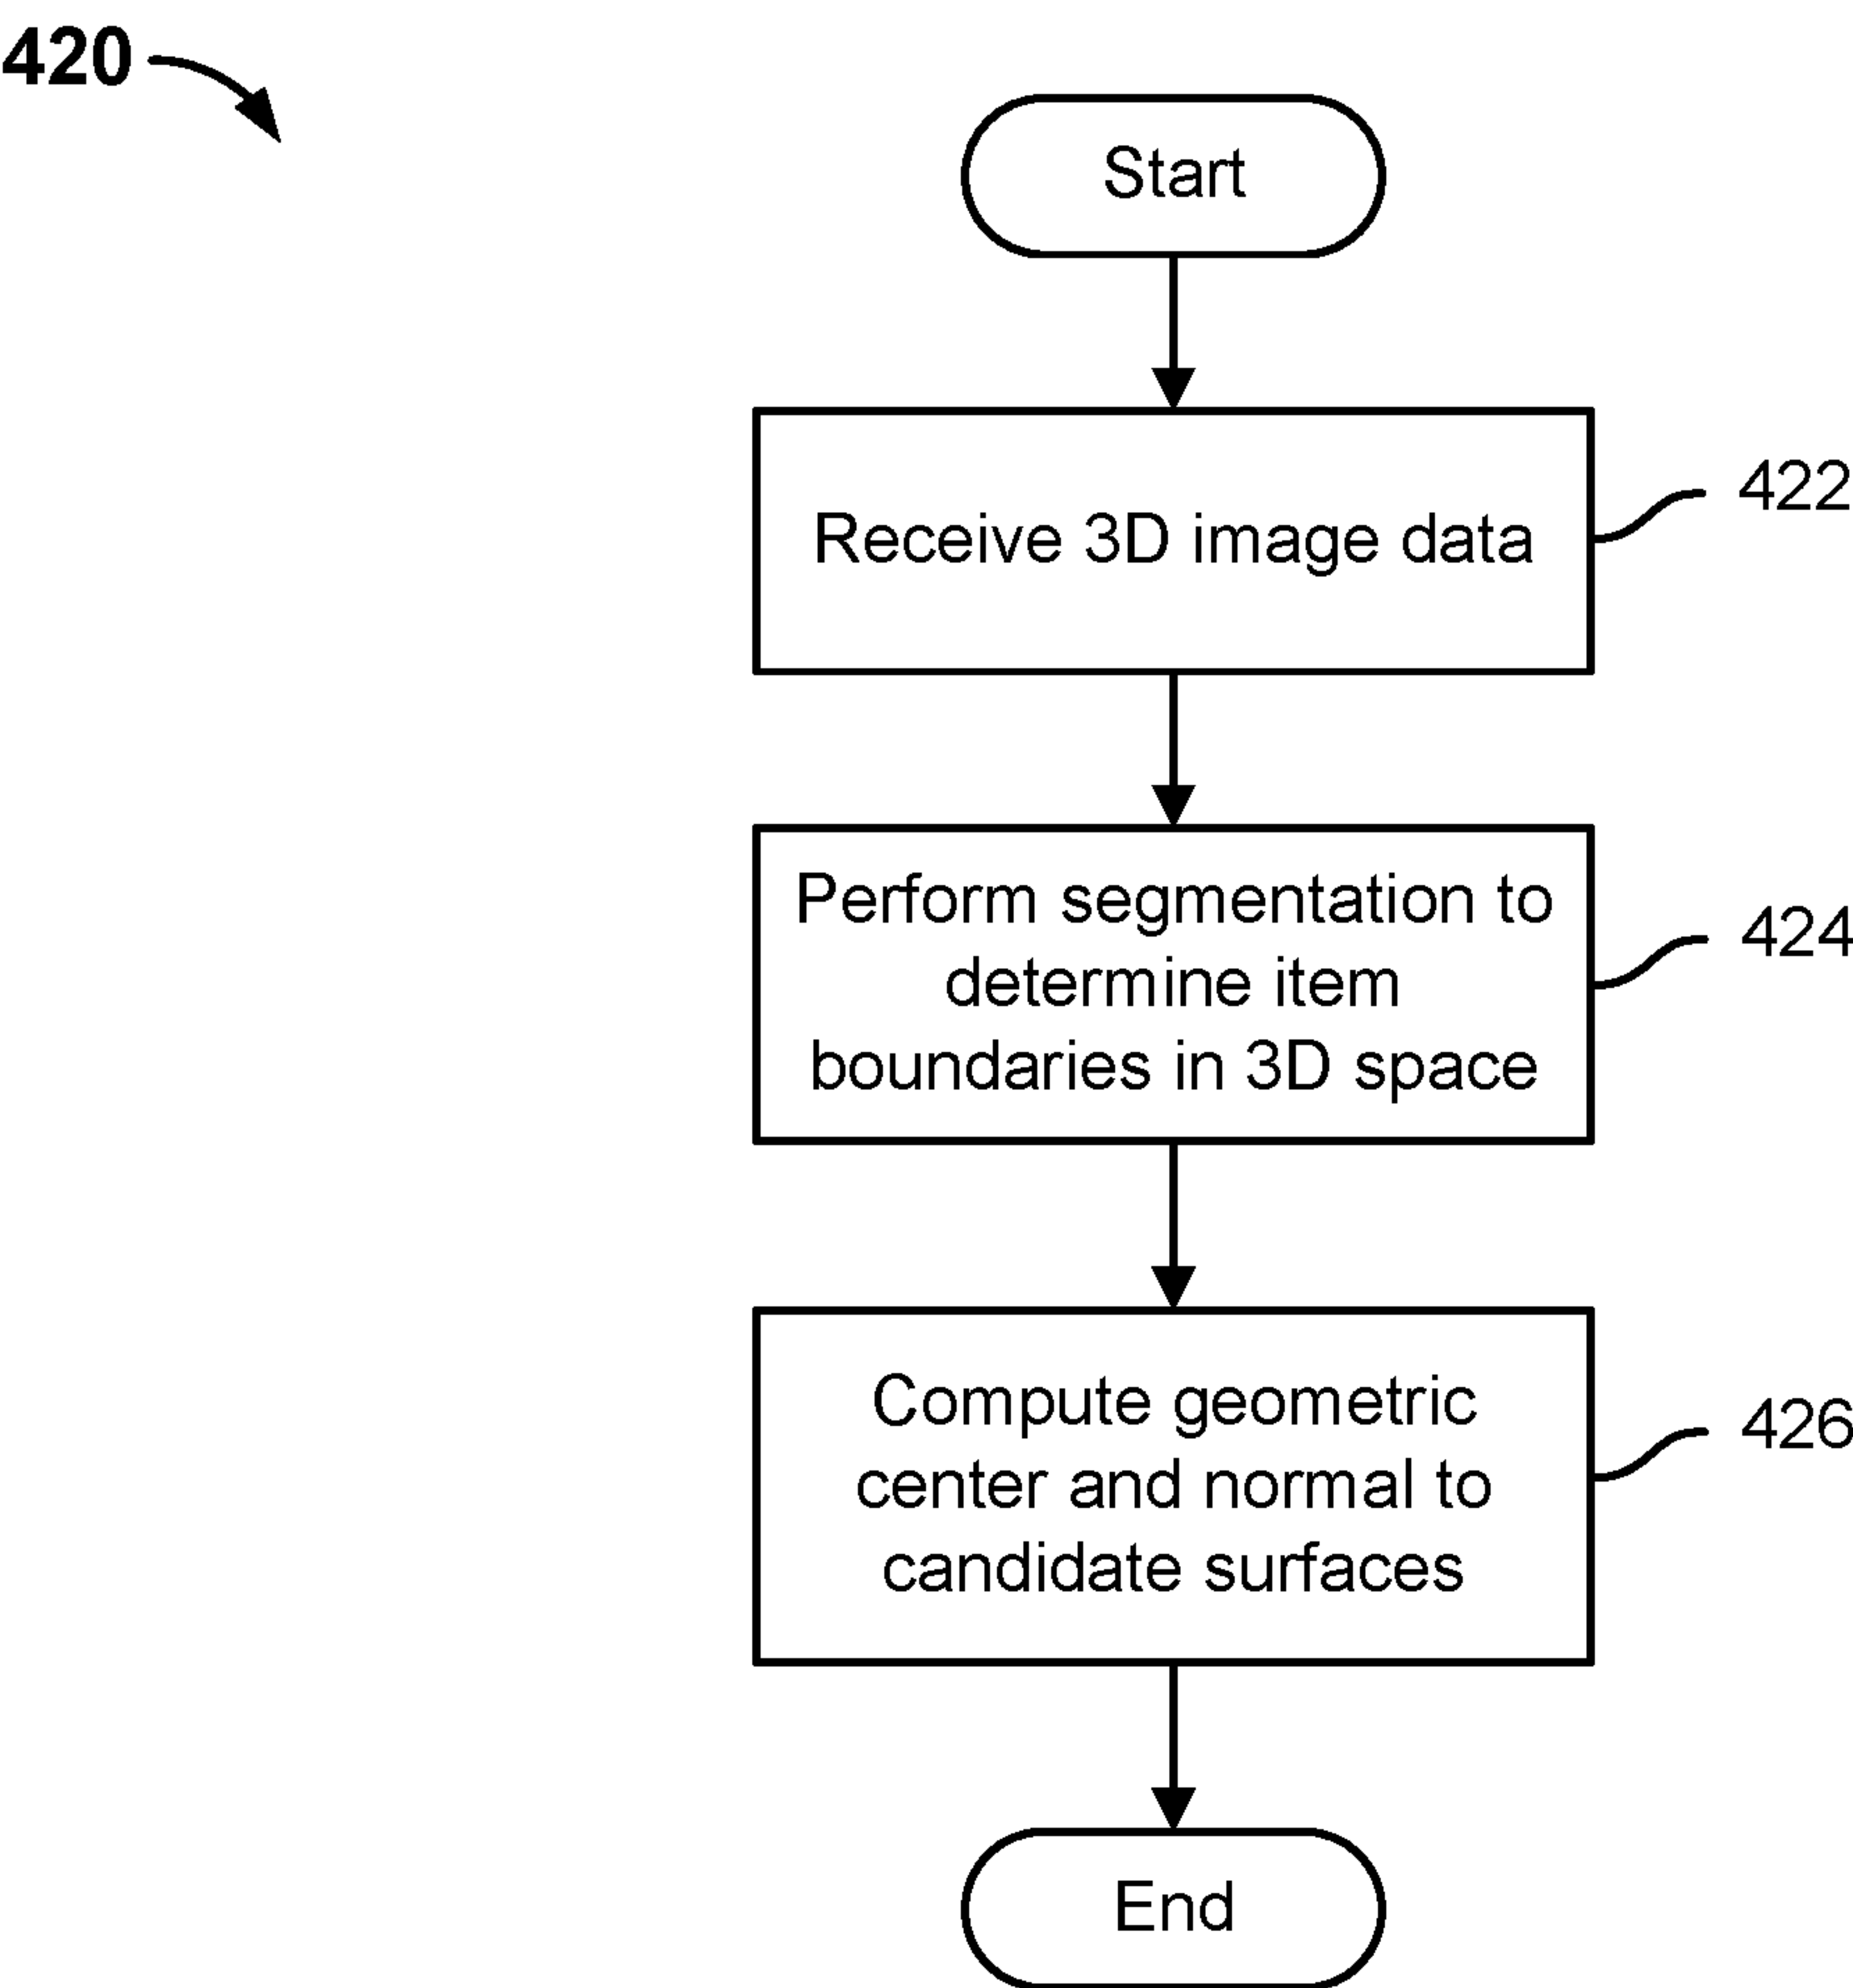 420
Start
Receive 3D image data
422
Perform segmentation to
determine item
boundaries in 3D space
424
Compute geometric
center and normal to
candidate surfaces
426
End